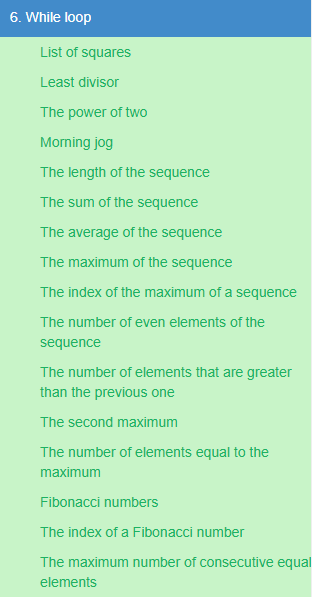 6. While loop
List of squares
Least divisor
The power of two
Morning jog
The length of the sequence
The sum of the sequence
The average of the sequence
The maximum of the sequence
The index of the maximum of a sequence
The number of even elements of the
sequence
The number of elements that are greater
than the previous one
The second maximum
The number of elements equal to the
maximum
Fibonacci numbers
The index of a Fibonacci number
The maximum number of consecutive equal
elements